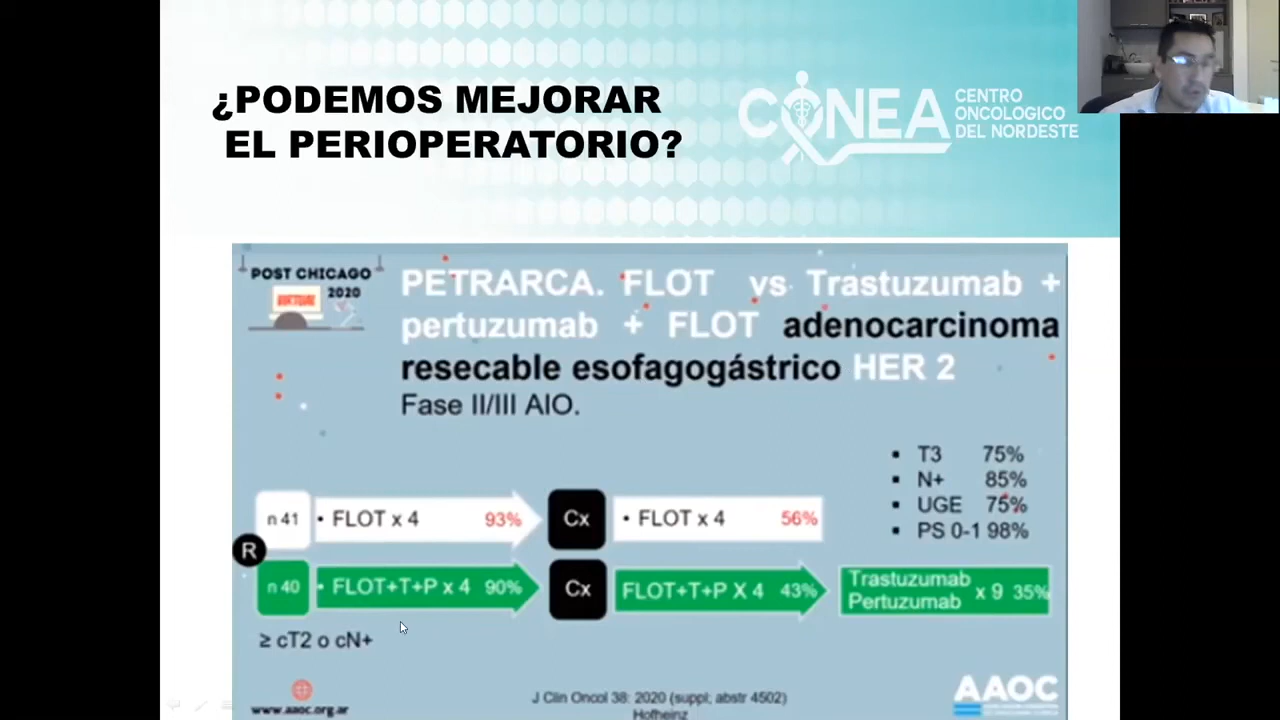 ¿PODEMOS MEJORAR
EL PERIOPERATORIO?
CONEA
CENTRO
ONCOLOGICO
DEL NORDESTE
POST CHICAGO
VIRTUAL
2020
PETRARCA. FLOT vs Trastuzumab +
pertuzumab + FLOT adenocarcinoma
resecable esofagogástrico HER 2
Fase II/III AIO.
▪ T3 75%
▪ N+ 85%
▪ UGE 75%
▪ PS 0-1 98%
n 41 • FLOT x 4 93% Cx • FLOT x 4 56%
R
n 40 • FLOT+T+P x 4 90% Cx FLOT+T+P X 4 43% Trastuzumab
Pertuzumab x 9 35%
≥ cT2 o cN+
www.aaoc.org.ar
J Clin Oncol 38: 2020 (suppl; abstr 4502)
Hofheinz
AAOC